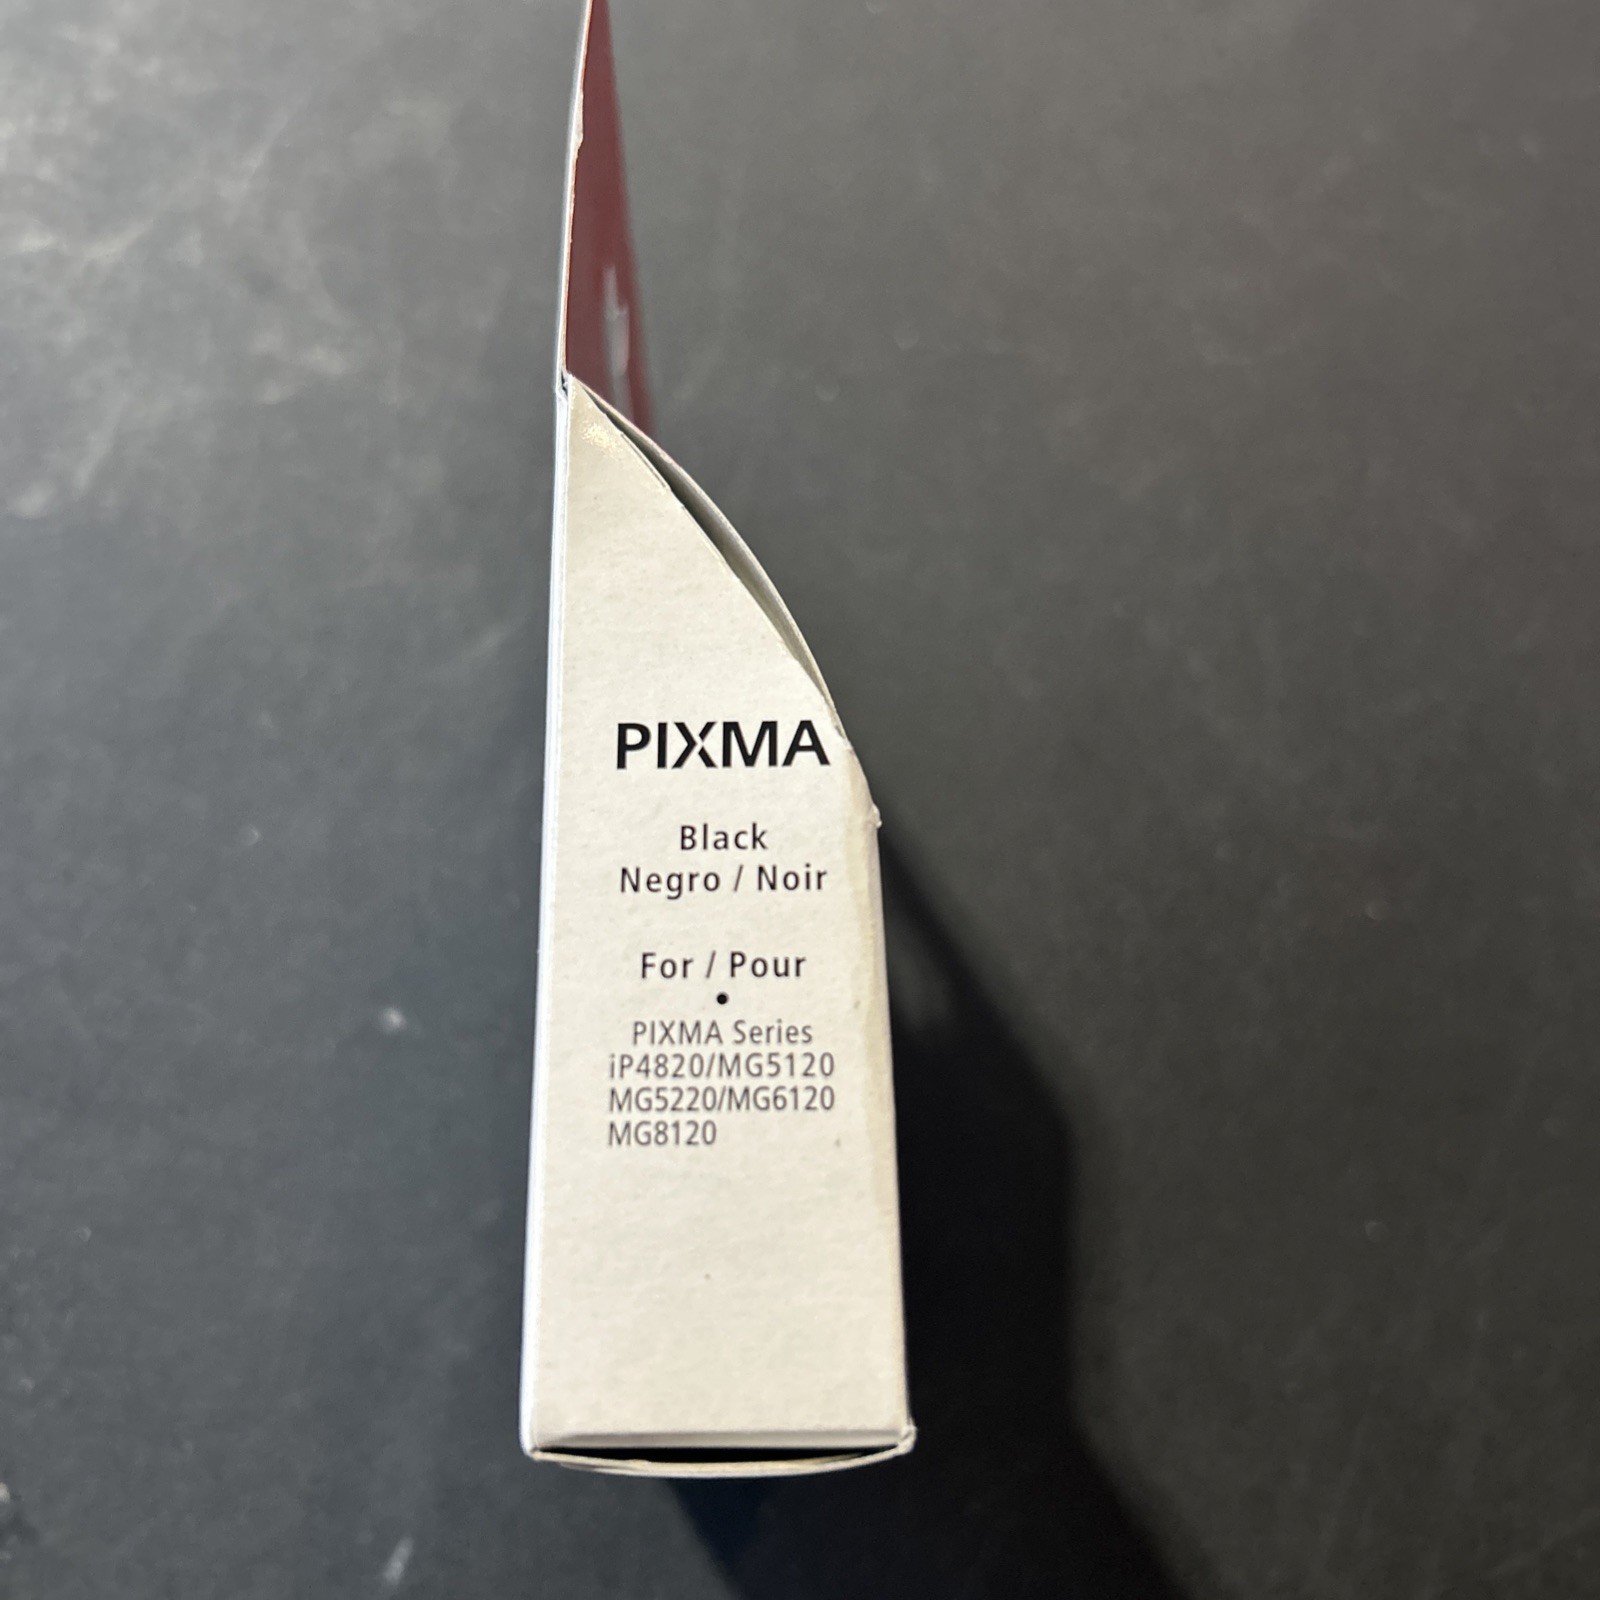 PIXMA
Black
Negro / Noir
For / Pour
•
PIXMA Series
iP4820/MG5120
MG5220/MG6120
MG8120